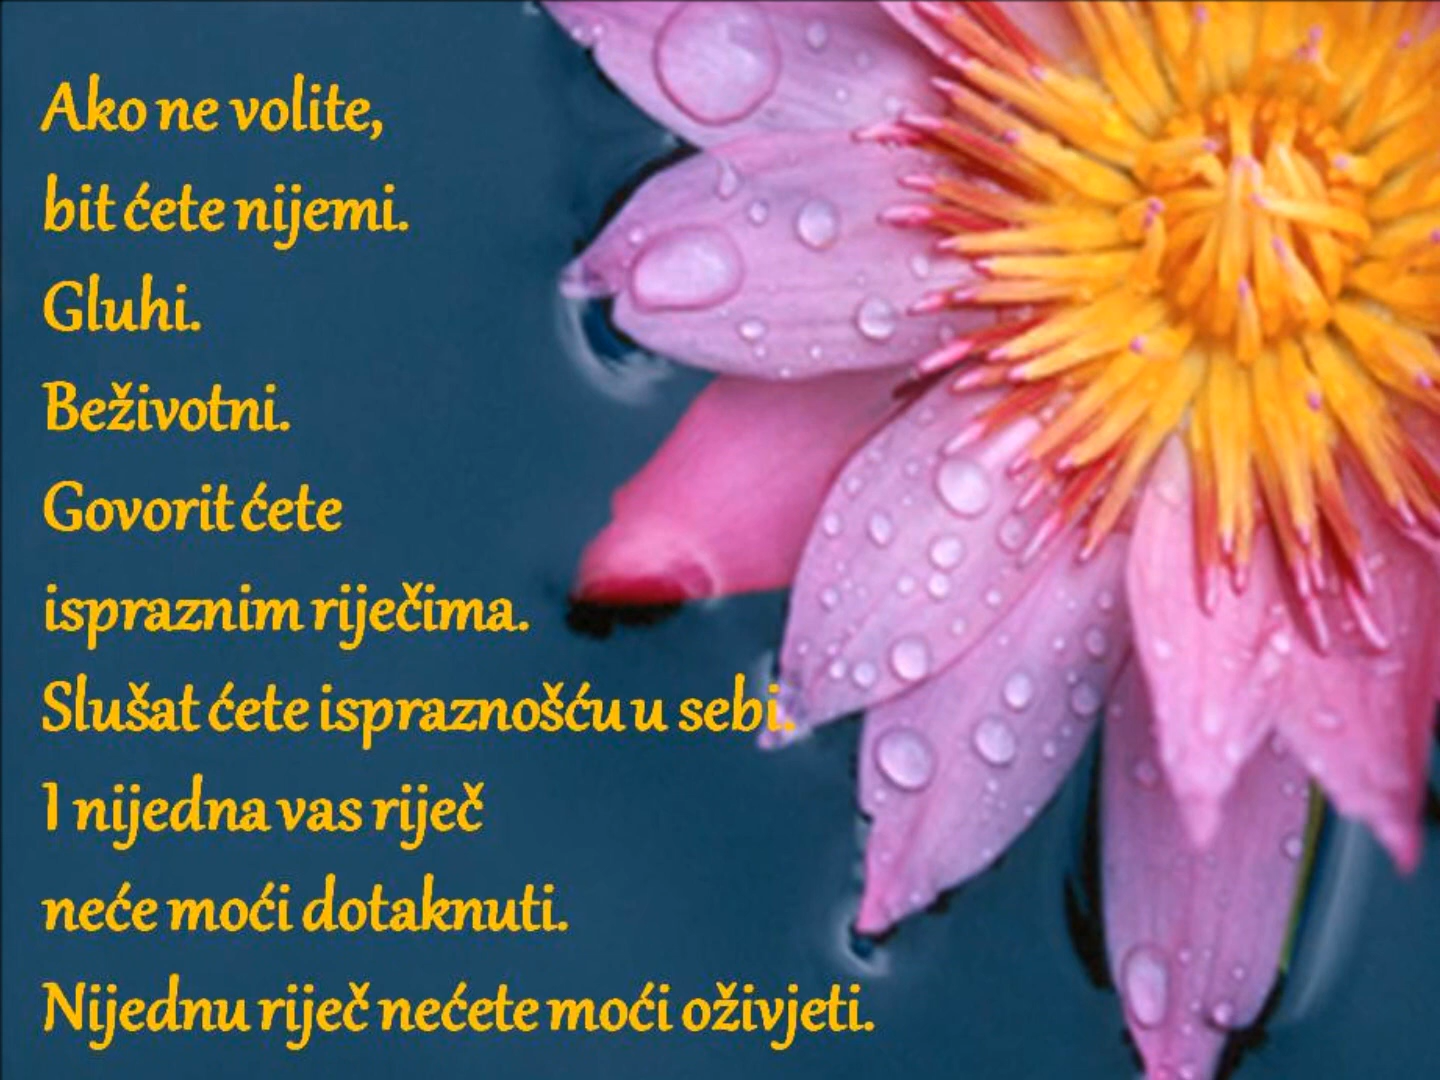 Ako ne volite,
bit ćete nijemi.
Gluhi.
Beživotni.
Govorit ćete
ispraznim riječima.
Slušat ćete ispraznošću u sebi.
I nijedna vas riječ
neće moći dotaknuti.
Nijednu riječ nećete moći oživjeti.